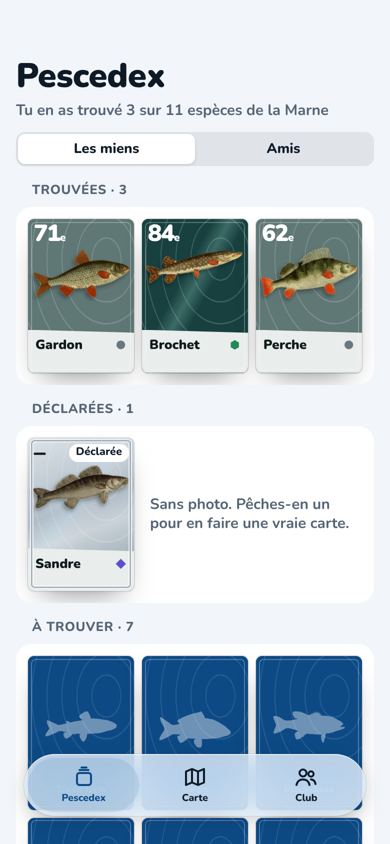 Pescedex
Tu en as trouvé 3 sur 11 espèces de la Marne
Les miens
Amis
TROUVÉES · 3
71e
84e
62e
Gardon
Brochet
Perche
DÉCLARÉES · 1
—
Déclarée
Sandre
Sans photo. Pêches-en un
pour en faire une vraie carte.
À TROUVER · 7
Pescedex
Carte
Club